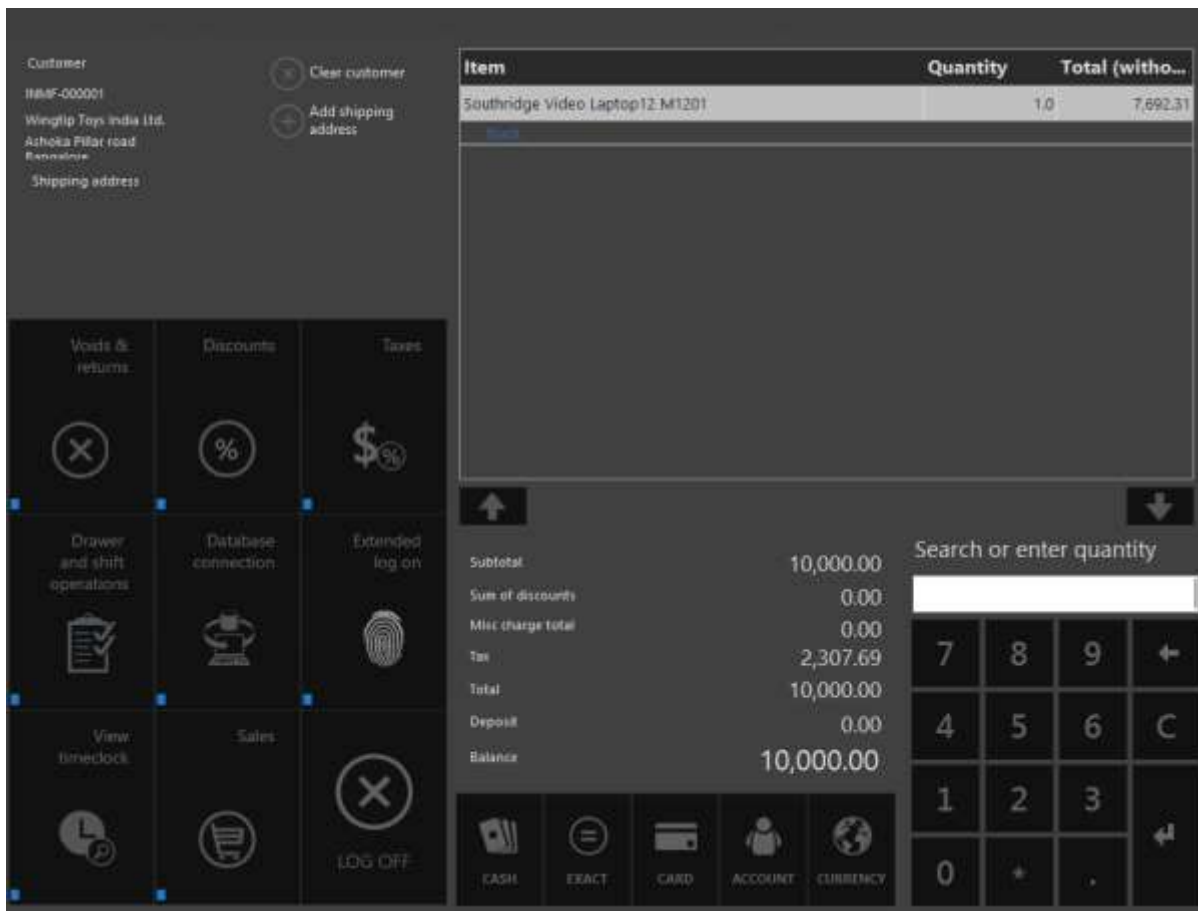 Customer
Clear customer
INMF-000001
Wingtip Toys India Ltd.
Add shipping
address
Ashoka Pillar road
Bangalore
Shipping address
Item Quantity Total (witho...
Southridge Video Laptop12 M1201 1.0 7,692.31
Voids &
returns
Discounts
Taxes
$%
%
Drawer
and shift
operations
Database
connection
Extended
log on
View
timeclock
Sales
LOG OFF
Subtotal 10,000.00
Sum of discounts 0.00
Misc charge total 0.00
Tax 2,307.69
Total 10,000.00
Deposit 0.00
Balance 10,000.00
CASH EXACT CARD ACCOUNT CURRENCY
Search or enter quantity
7 8 9
4 5 6 C
1 2 3
0 * .